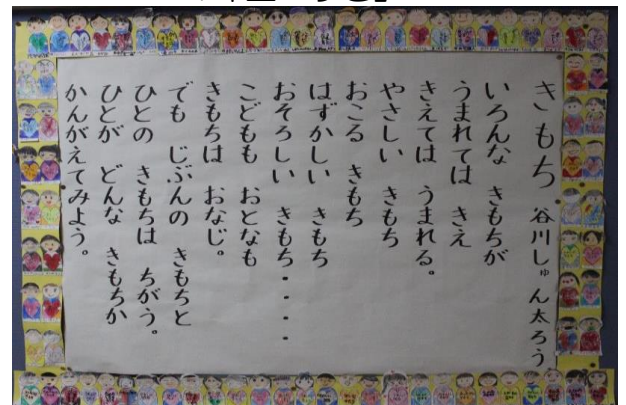 きもち 谷川しゅん太ろう
いろんな きもちが
うまれては きえ
きえては うまれる。
やさしい きもち
おこる きもち
はずかしい きもち
おそろしい きもち・・・・
こどもも おとなも
きもちは おなじ。
でも じぶんの きもちと
ひとの きもちは ちがう。
ひとが どんな きもちか
かんがえてみよう。